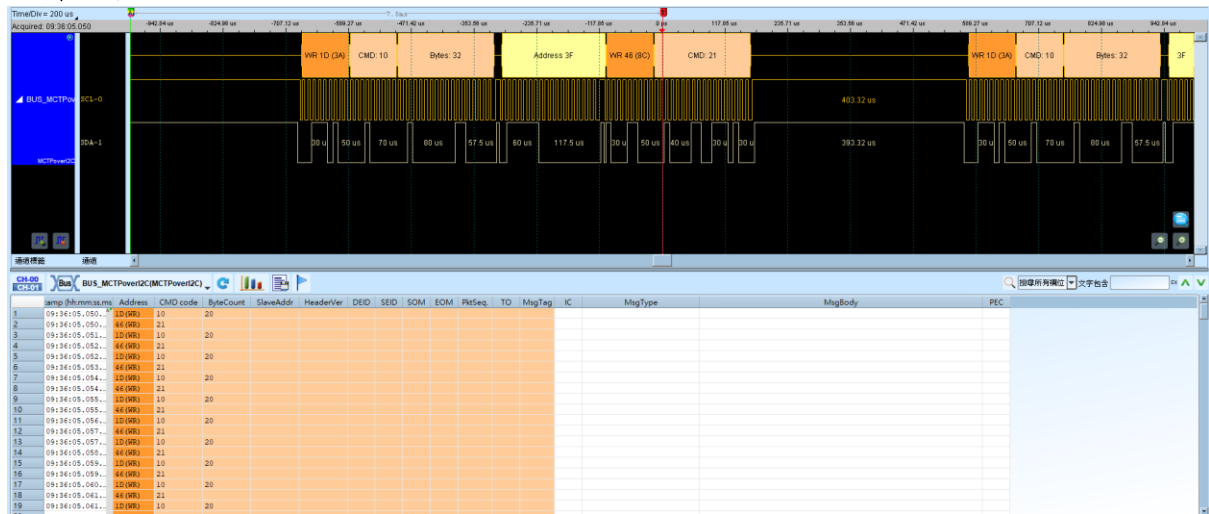 Time/Div = 200 us
Acquired: 09:36:05.050
-942.84 us -824.98 us -707.12 us -589.27 us -471.42 us -353.56 us -235.71 us -117.85 us 0 ps 117.85 us 235.71 us 353.56 us 471.42 us 589.27 us 707.12 us 824.98 us 942.84 us
WR 1D (3A) CMD: 10 Bytes: 32 Address 3F WR 46 (8C) CMD: 21 WR 1D (3A) CMD: 10 Bytes: 32 3F
BUS_MCTPov SCL-0 403.32 us
SDA-1 30 u 50 us 70 us 80 us 57.5 us 60 us 117.5 us 30 u 50 us 40 us 30 u 30 u 393.32 us 30 u 50 us 70 us 80 us 57.5 us
MCTPoverI2C
通道標籤 通道
CH-00
CH-01 Bus BUS_MCTPoverI2C(MCTPoverI2C) 搜尋所有欄位 文字包含
tamp (hh:mm:ss.ms Address CMD code ByteCount SlaveAddr HeaderVer DEID SEID SOM EOM PktSeq. TO MsgTag IC MsgType MsgBody PEC
1 09:36:05.050... 1D(WR) 10 20
2 09:36:05.050... 46(WR) 21
3 09:36:05.051... 1D(WR) 10 20
4 09:36:05.052... 46(WR) 21
5 09:36:05.052... 1D(WR) 10 20
6 09:36:05.053... 46(WR) 21
7 09:36:05.054... 1D(WR) 10 20
8 09:36:05.054... 46(WR) 21
9 09:36:05.055... 1D(WR) 10 20
10 09:36:05.055... 46(WR) 21
11 09:36:05.056... 1D(WR) 10 20
12 09:36:05.057... 46(WR) 21
13 09:36:05.057... 1D(WR) 10 20
14 09:36:05.058... 46(WR) 21
15 09:36:05.059... 1D(WR) 10 20
16 09:36:05.059... 46(WR) 21
17 09:36:05.060... 1D(WR) 10 20
18 09:36:05.061... 46(WR) 21
19 09:36:05.061... 1D(WR) 10 20